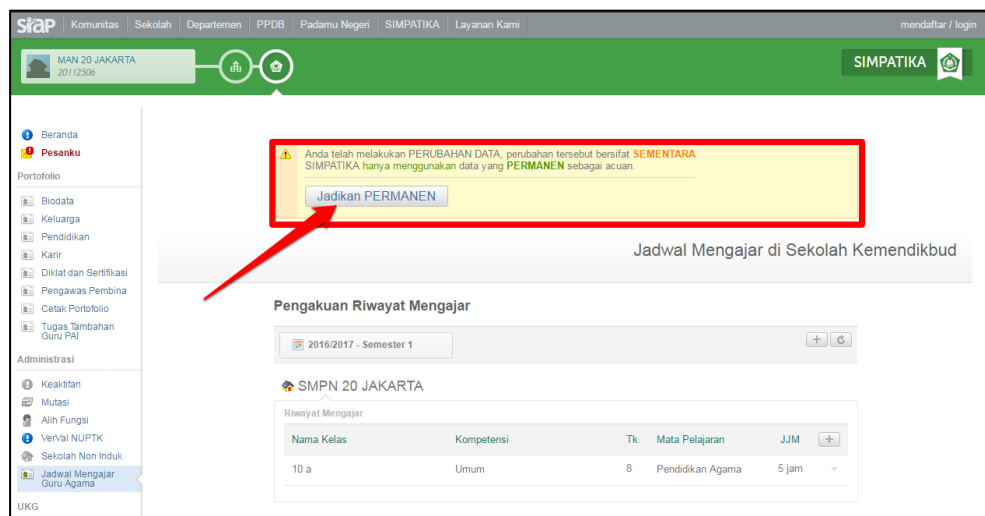 siap Komunitas Sekolah Departemen PPDB Padamu Negeri SIMPATIKA Layanan Kami mendaftar / login
MAN 20 JAKARTA
20112506
SIMPATIKA
Beranda
Pesanku
Portofolio
Biodata
Keluarga
Pendidikan
Karir
Diklat dan Sertifikasi
Pengawas Pembina
Cetak Portofolio
Tugas Tambahan
Guru PAI
Administrasi
Keaktifan
Mutasi
Alih Fungsi
VerVal NUPTK
Sekolah Non Induk
Jadwal Mengajar
Guru Agama
UKG
Anda telah melakukan PERUBAHAN DATA, perubahan tersebut bersifat SEMENTARA
SIMPATIKA hanya menggunakan data yang PERMANEN sebagai acuan.
Jadikan PERMANEN
Jadwal Mengajar di Sekolah Kemendikbud
Pengakuan Riwayat Mengajar
2016/2017 - Semester 1
SMPN 20 JAKARTA
Riwayat Mengajar
Nama Kelas Kompetensi Tk. Mata Pelajaran JJM
10 a Umum 8 Pendidikan Agama 5 jam